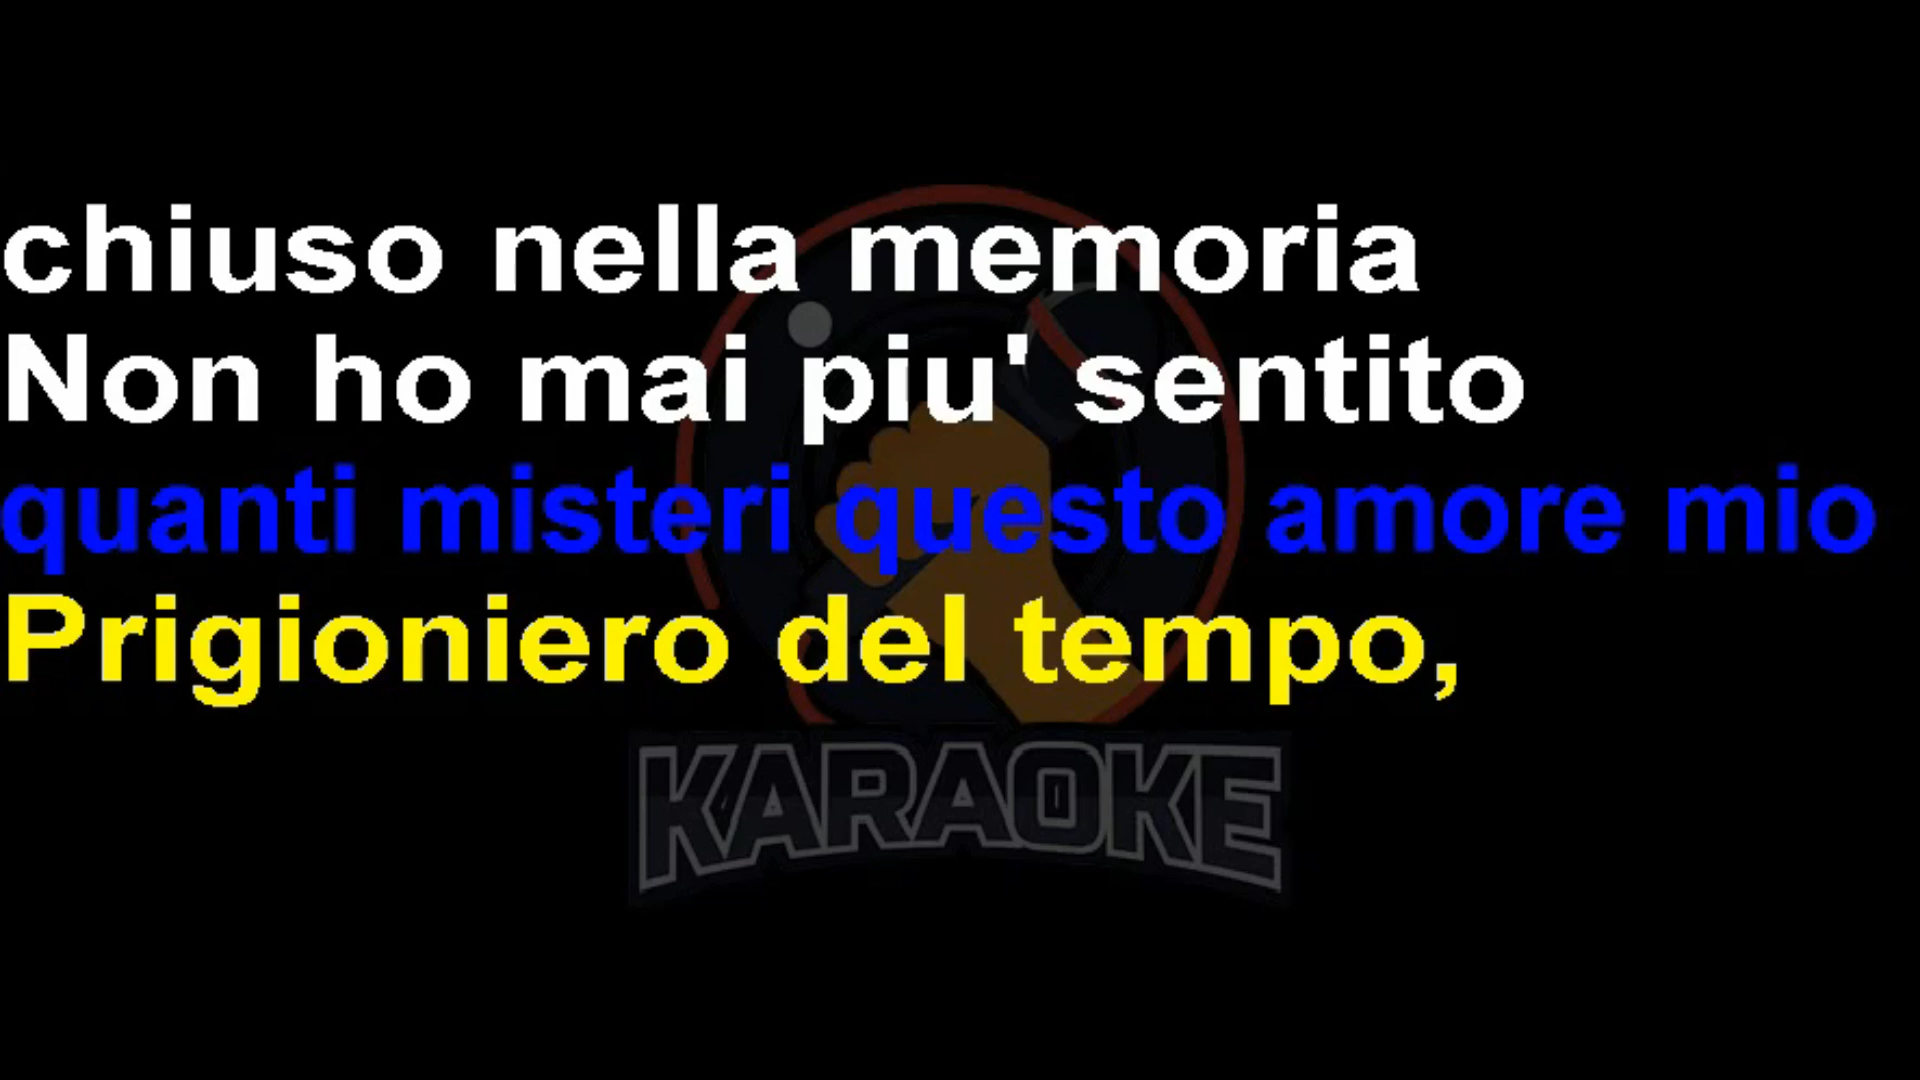 chiuso nella memoria
Non ho mai piu' sentito
quanti misteri questo amore mio
Prigioniero del tempo,
KARAOKE